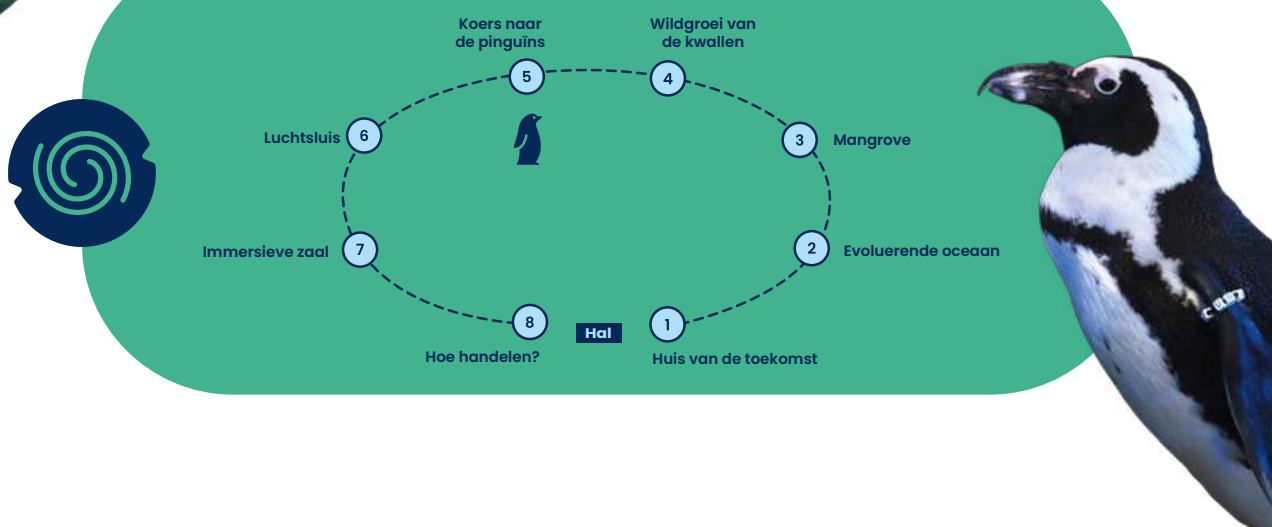 Koers naar
de pinguïns
Wildgroei van
de kwallen
5
4
Luchtsluis
6
3
Mangrove
Immersieve zaal
7
2
Evoluerende oceaan
8
Hal
1
Hoe handelen?
Huis van de toekomst